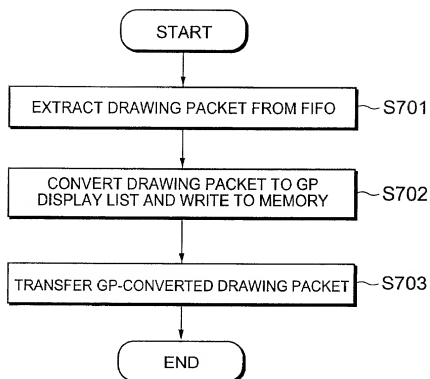 START
EXTRACT DRAWING PACKET FROM FIFO
S701
CONVERT DRAWING PACKET TO GP
DISPLAY LIST AND WRITE TO MEMORY
S702
TRANSFER GP-CONVERTED DRAWING PACKET
S703
END